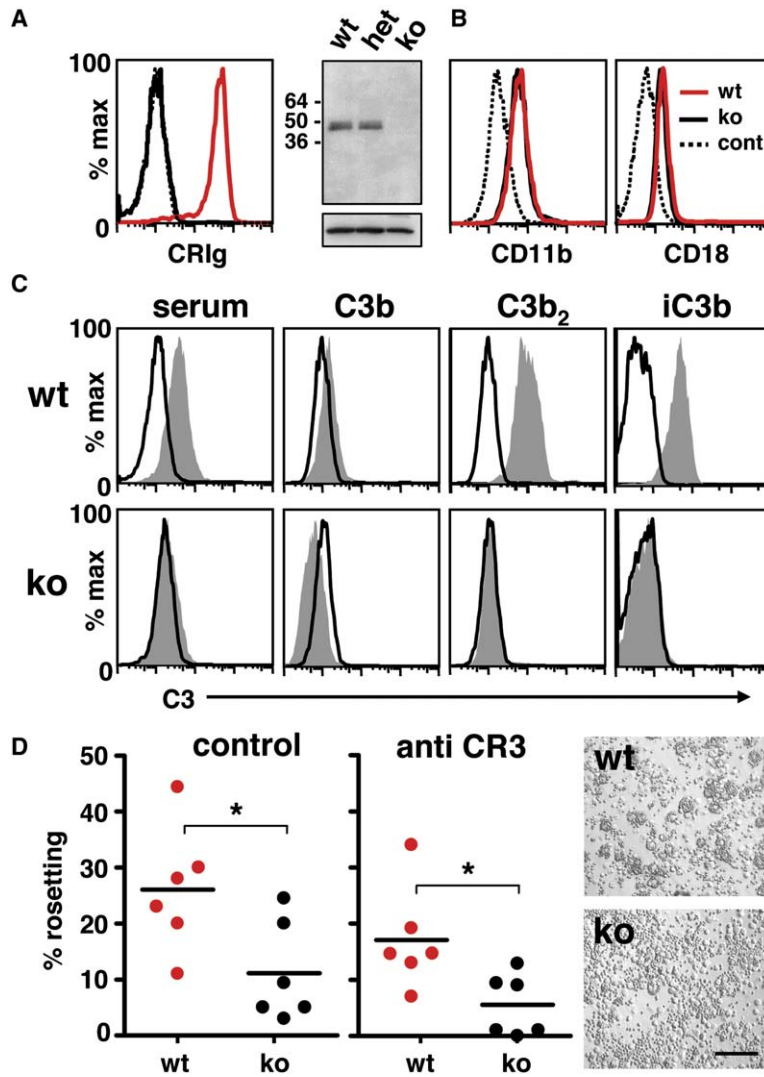 A
wt het ko
B
100
% max
0
CRIg
64
50
36
wt
ko
cont
CD11b
CD18
C
serum C3b C3b₂ iC3b
wt
100
% max
0
ko
100
% max
0
C3
D
control
anti CR3
50
40
30
20
10
0
% rosetting
*
*
wt ko
wt ko
wt
ko